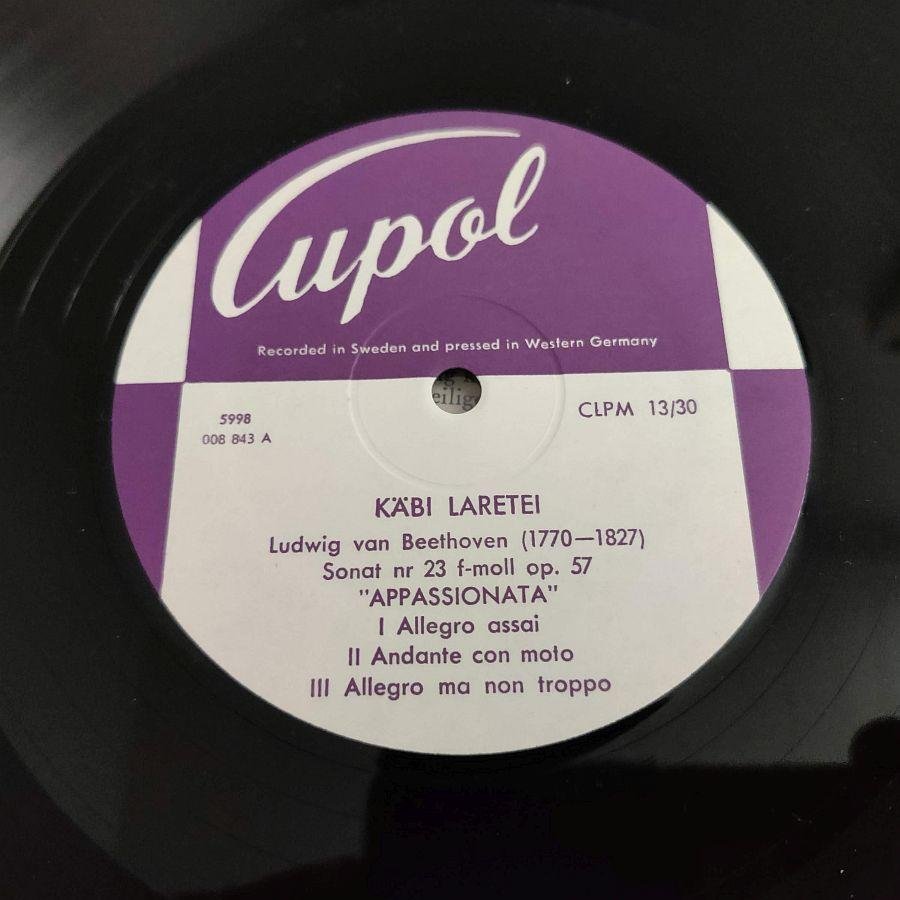 Cupol
Recorded in Sweden and pressed in Western Germany
eilig
5998
008 843 A
CLPM 13/30
KÄBI LARETEI
Ludwig van Beethoven (1770—1827)
Sonat nr 23 f-moll op. 57
"APPASSIONATA"
I Allegro assai
II Andante con moto
III Allegro ma non troppo